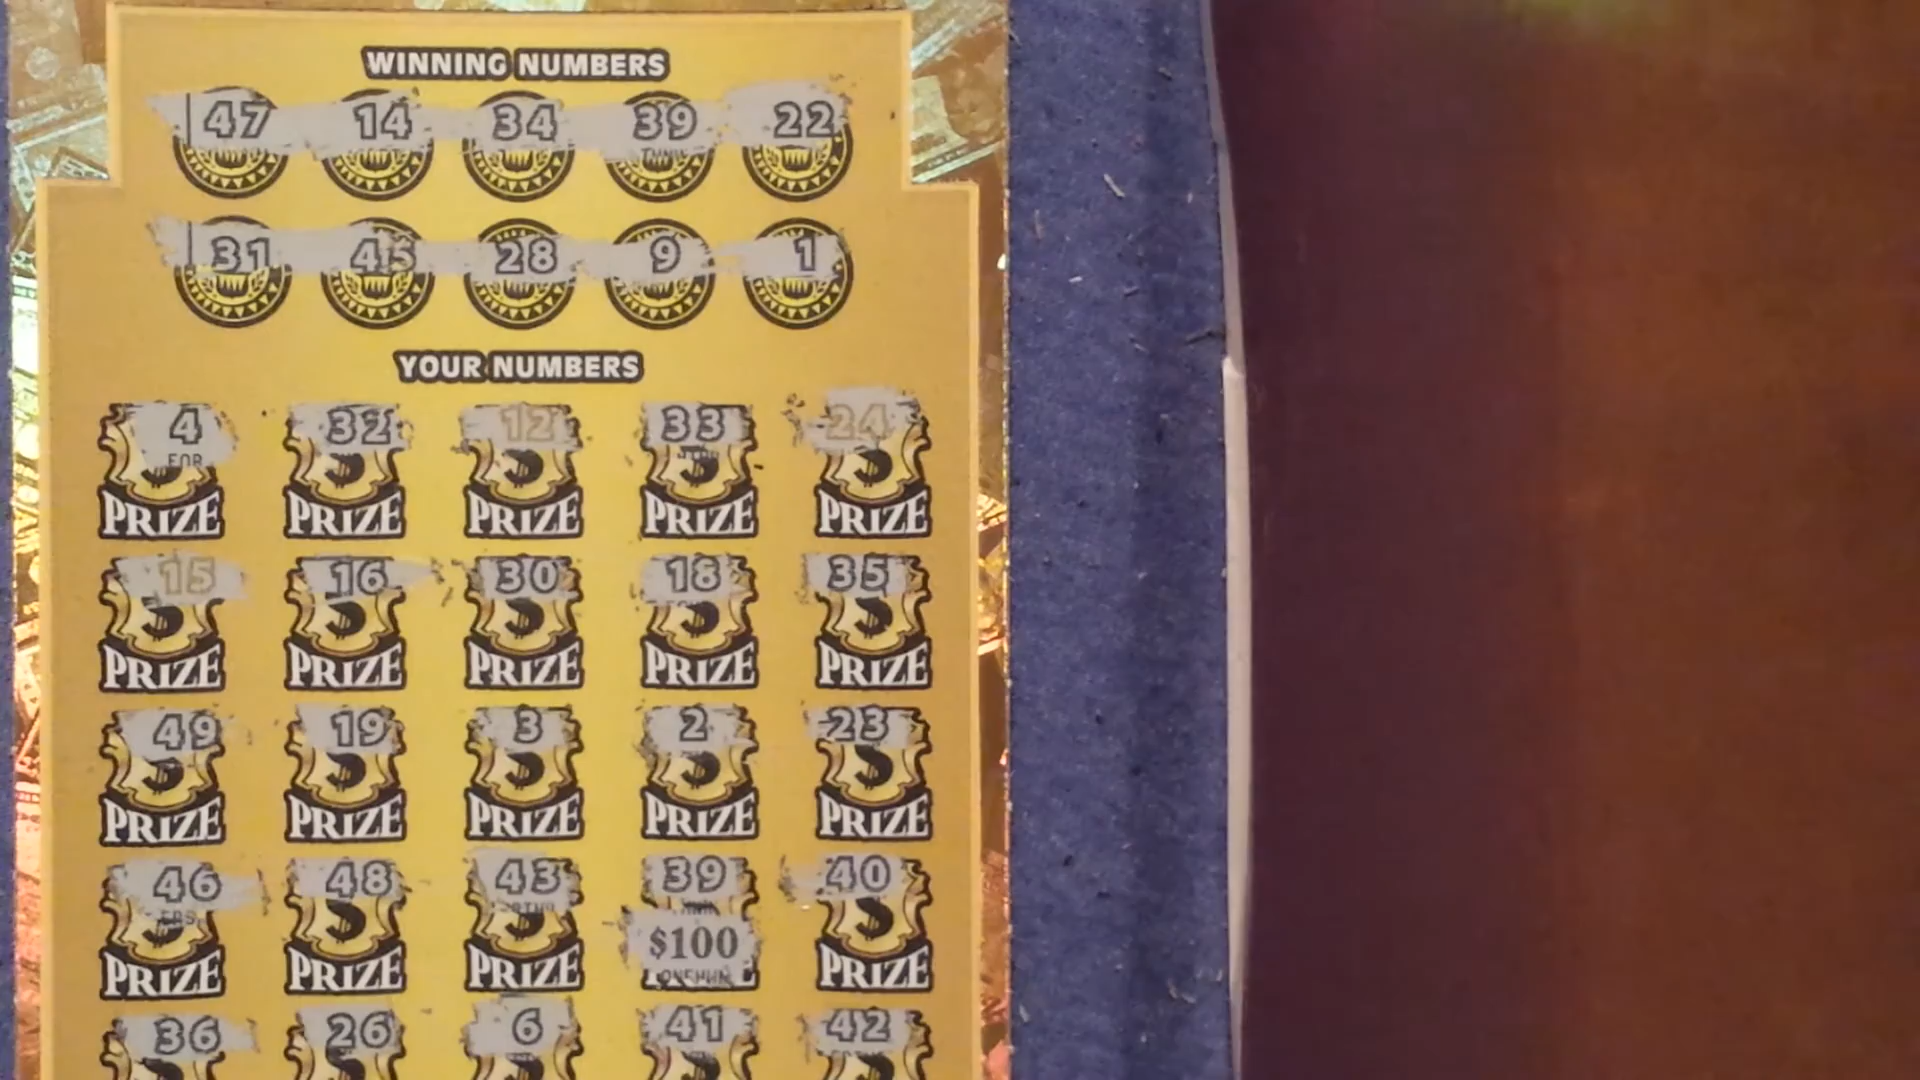 WINNING NUMBERS
47 14 34 39 22
31 45 28 9 1
YOUR NUMBERS
4 32 12 33 24
FOR
PRIZE PRIZE PRIZE PRIZE PRIZE
15 16 30 18 35
PRIZE PRIZE PRIZE PRIZE PRIZE
49 19 3 2 23
PRIZE PRIZE PRIZE PRIZE PRIZE
46 48 43 39 40
$100
PRIZE PRIZE PRIZE PRIZE
36 26 6 41 42